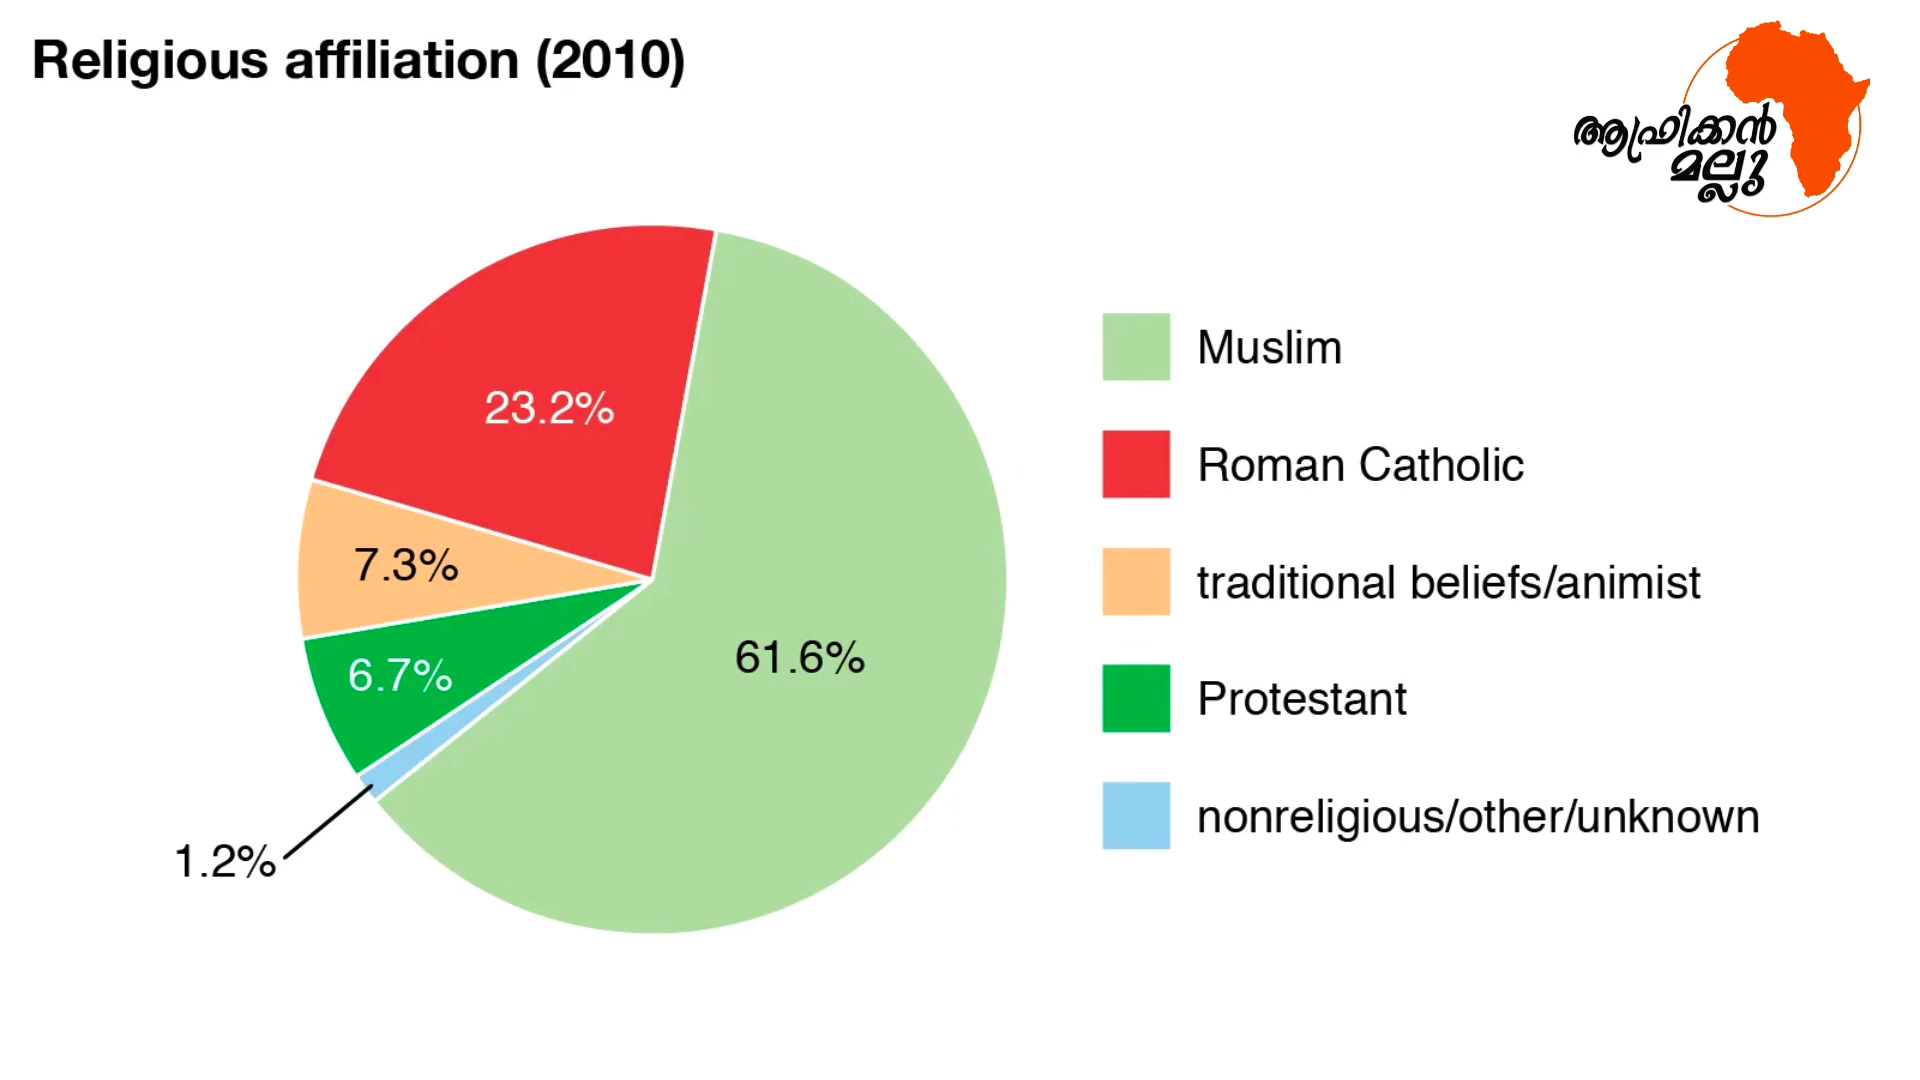 Religious affiliation (2010)
ആഫ്രിക്കൻ
മല്ലു
23.2%
7.3%
6.7%
61.6%
1.2%
Muslim
Roman Catholic
traditional beliefs/animist
Protestant
nonreligious/other/unknown